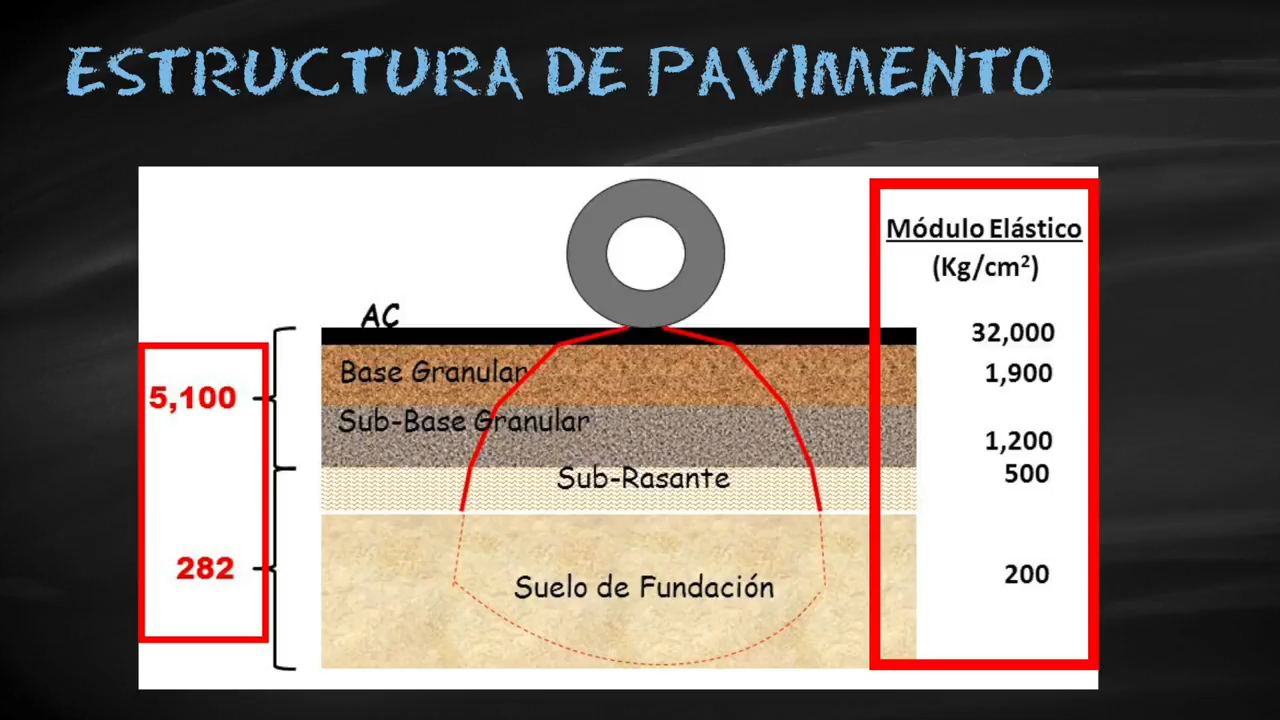 ESTRUCTURA DE PAVIMENTO
Módulo Elástico
(Kg/cm²)
AC
32,000
Base Granular
1,900
5,100
Sub-Base Granular
1,200
Sub-Rasante
500
282
Suelo de Fundación
200